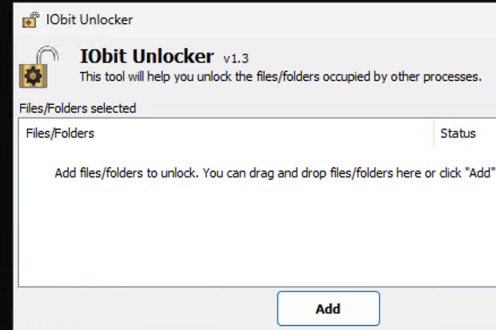 IObit Unlocker
IObit Unlocker v1.3
This tool will help you unlock the files/folders occupied by other processes.
Files/Folders selected
Files/Folders Status
Add files/folders to unlock. You can drag and drop files/folders here or click "Add"
Add